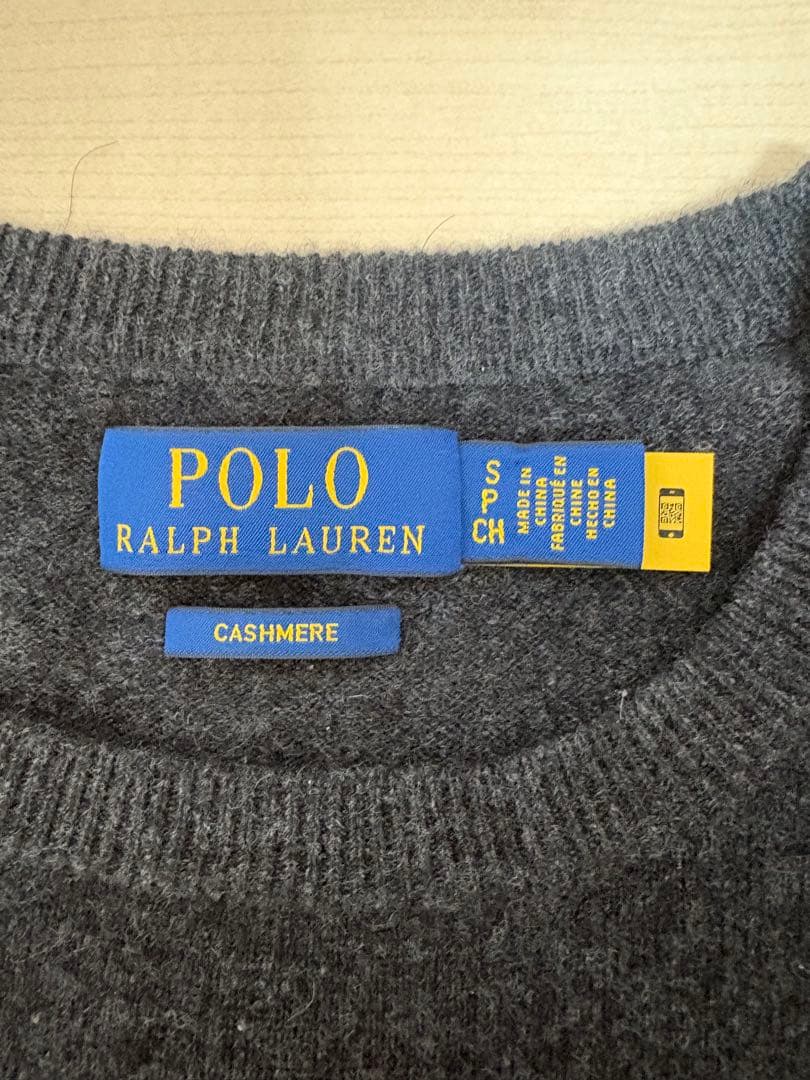 POLO
RALPH LAUREN
S
P
CH
MADE IN
CHINA
FABRIQUÉ EN
CHINE
HECHO EN
CHINA
CASHMERE